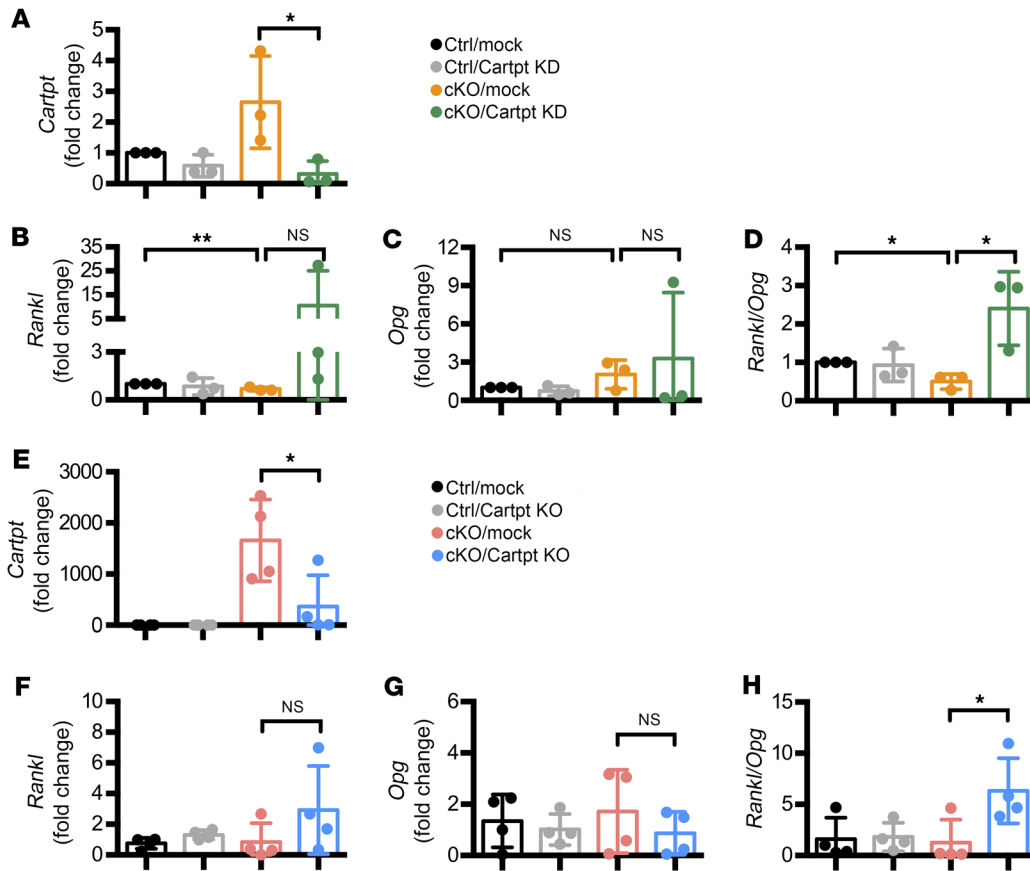 A
Cartpt
(fold change)
5
4
3
2
1
0
*
Ctrl/mock
Ctrl/Cartpt KD
cKO/mock
cKO/Cartpt KD
B
Rankl
(fold change)
35
25
15
5
3
0
**
NS
C
Opg
(fold change)
12
9
6
3
0
NS
NS
D
Rankl/Opg
4
3
2
1
0
*
*
E
Cartpt
(fold change)
3000
2000
1000
0
*
Ctrl/mock
Ctrl/Cartpt KO
cKO/mock
cKO/Cartpt KO
F
Rankl
(fold change)
10
8
6
4
2
0
NS
G
Opg
(fold change)
6
4
2
0
NS
H
Rankl/Opg
15
10
5
0
*